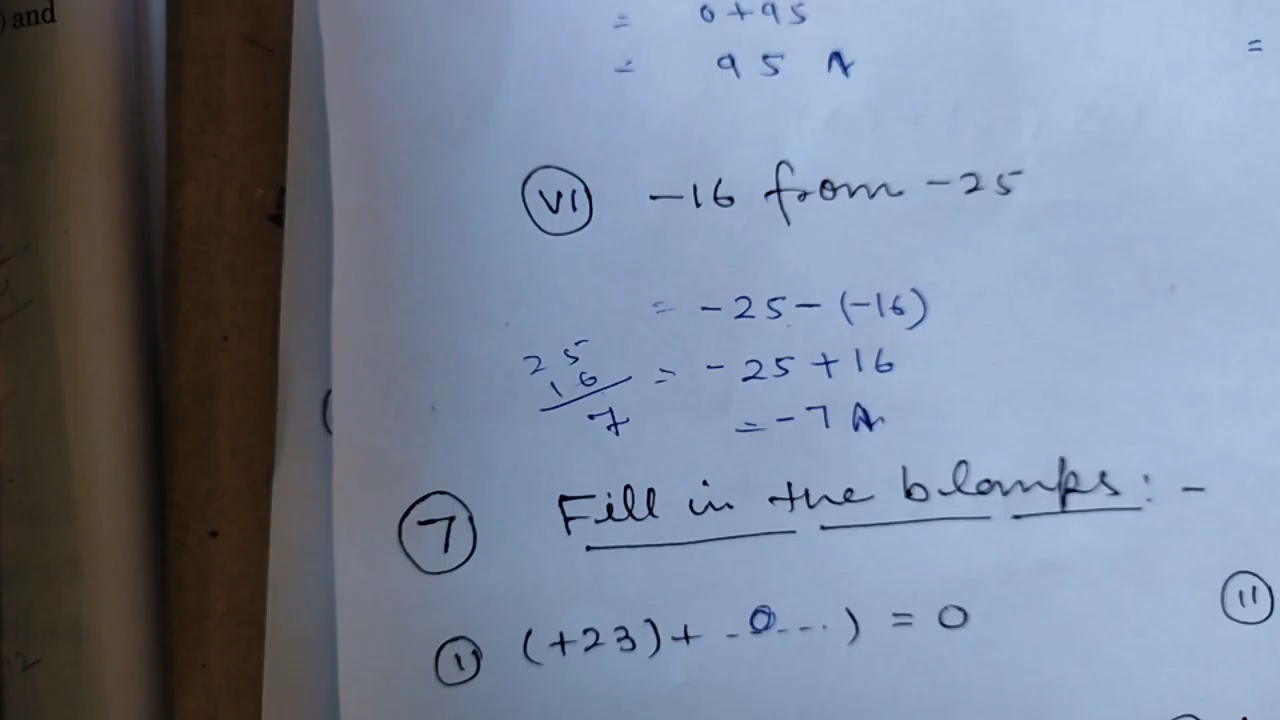 ) and
= 0+95
= 95 A
=
(VI) -16 from -25
= -25-(-16)
25
16
7
= -25+16
= -7 A
(7) Fill in the blanks: -
(I) (+23)+ -0---) = 0
(II)